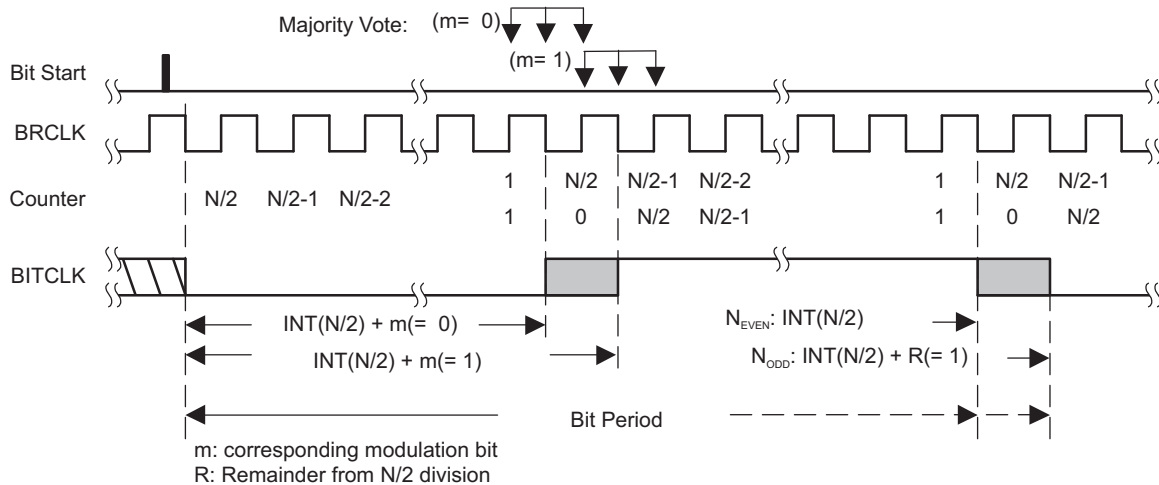 Majority Vote: (m= 0)
(m= 1)
Bit Start
BRCLK
Counter
N/2 N/2-1 N/2-2 1 N/2 N/2-1 N/2-2 1 N/2 N/2-1
1 0 N/2 N/2-1 1 0 N/2
BITCLK
INT(N/2) + m(= 0) NEVEN: INT(N/2)
INT(N/2) + m(= 1) NODD: INT(N/2) + R(= 1)
Bit Period
m: corresponding modulation bit
R: Remainder from N/2 division